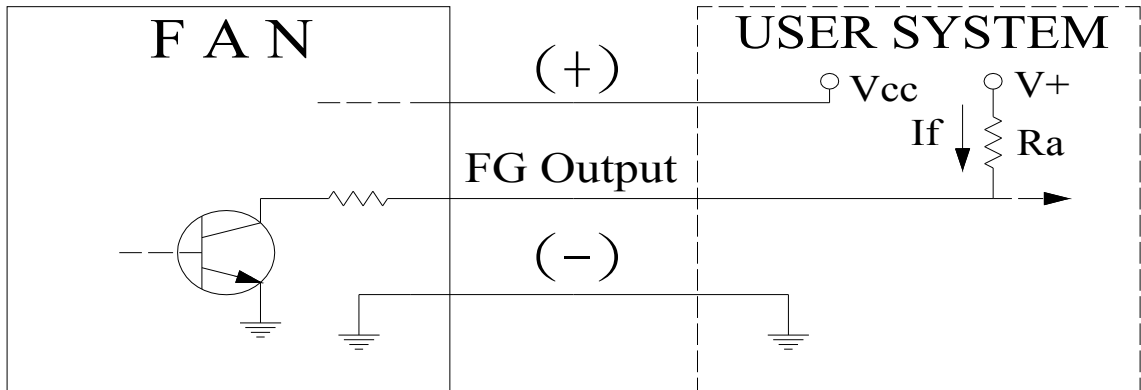 F A N
USER SYSTEM
(+)
Vcc
V+
If
Ra
FG Output
(-)